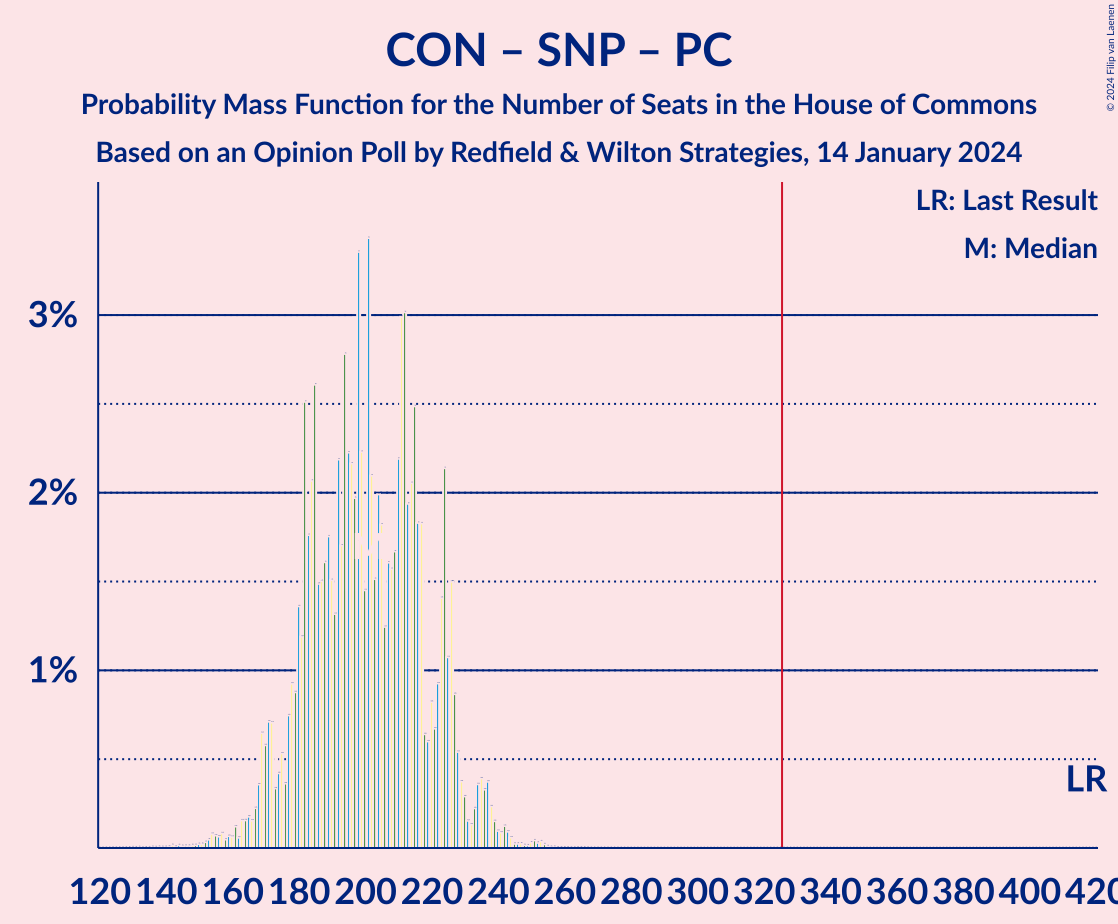 CON – SNP – PC
Probability Mass Function for the Number of Seats in the House of Commons
Based on an Opinion Poll by Redfield & Wilton Strategies, 14 January 2024
© 2024 Filip van Laenen
LR: Last Result
M: Median
3%
2%
1%
LR
120 140 160 180 200 220 240 260 280 300 320 340 360 380 400 420